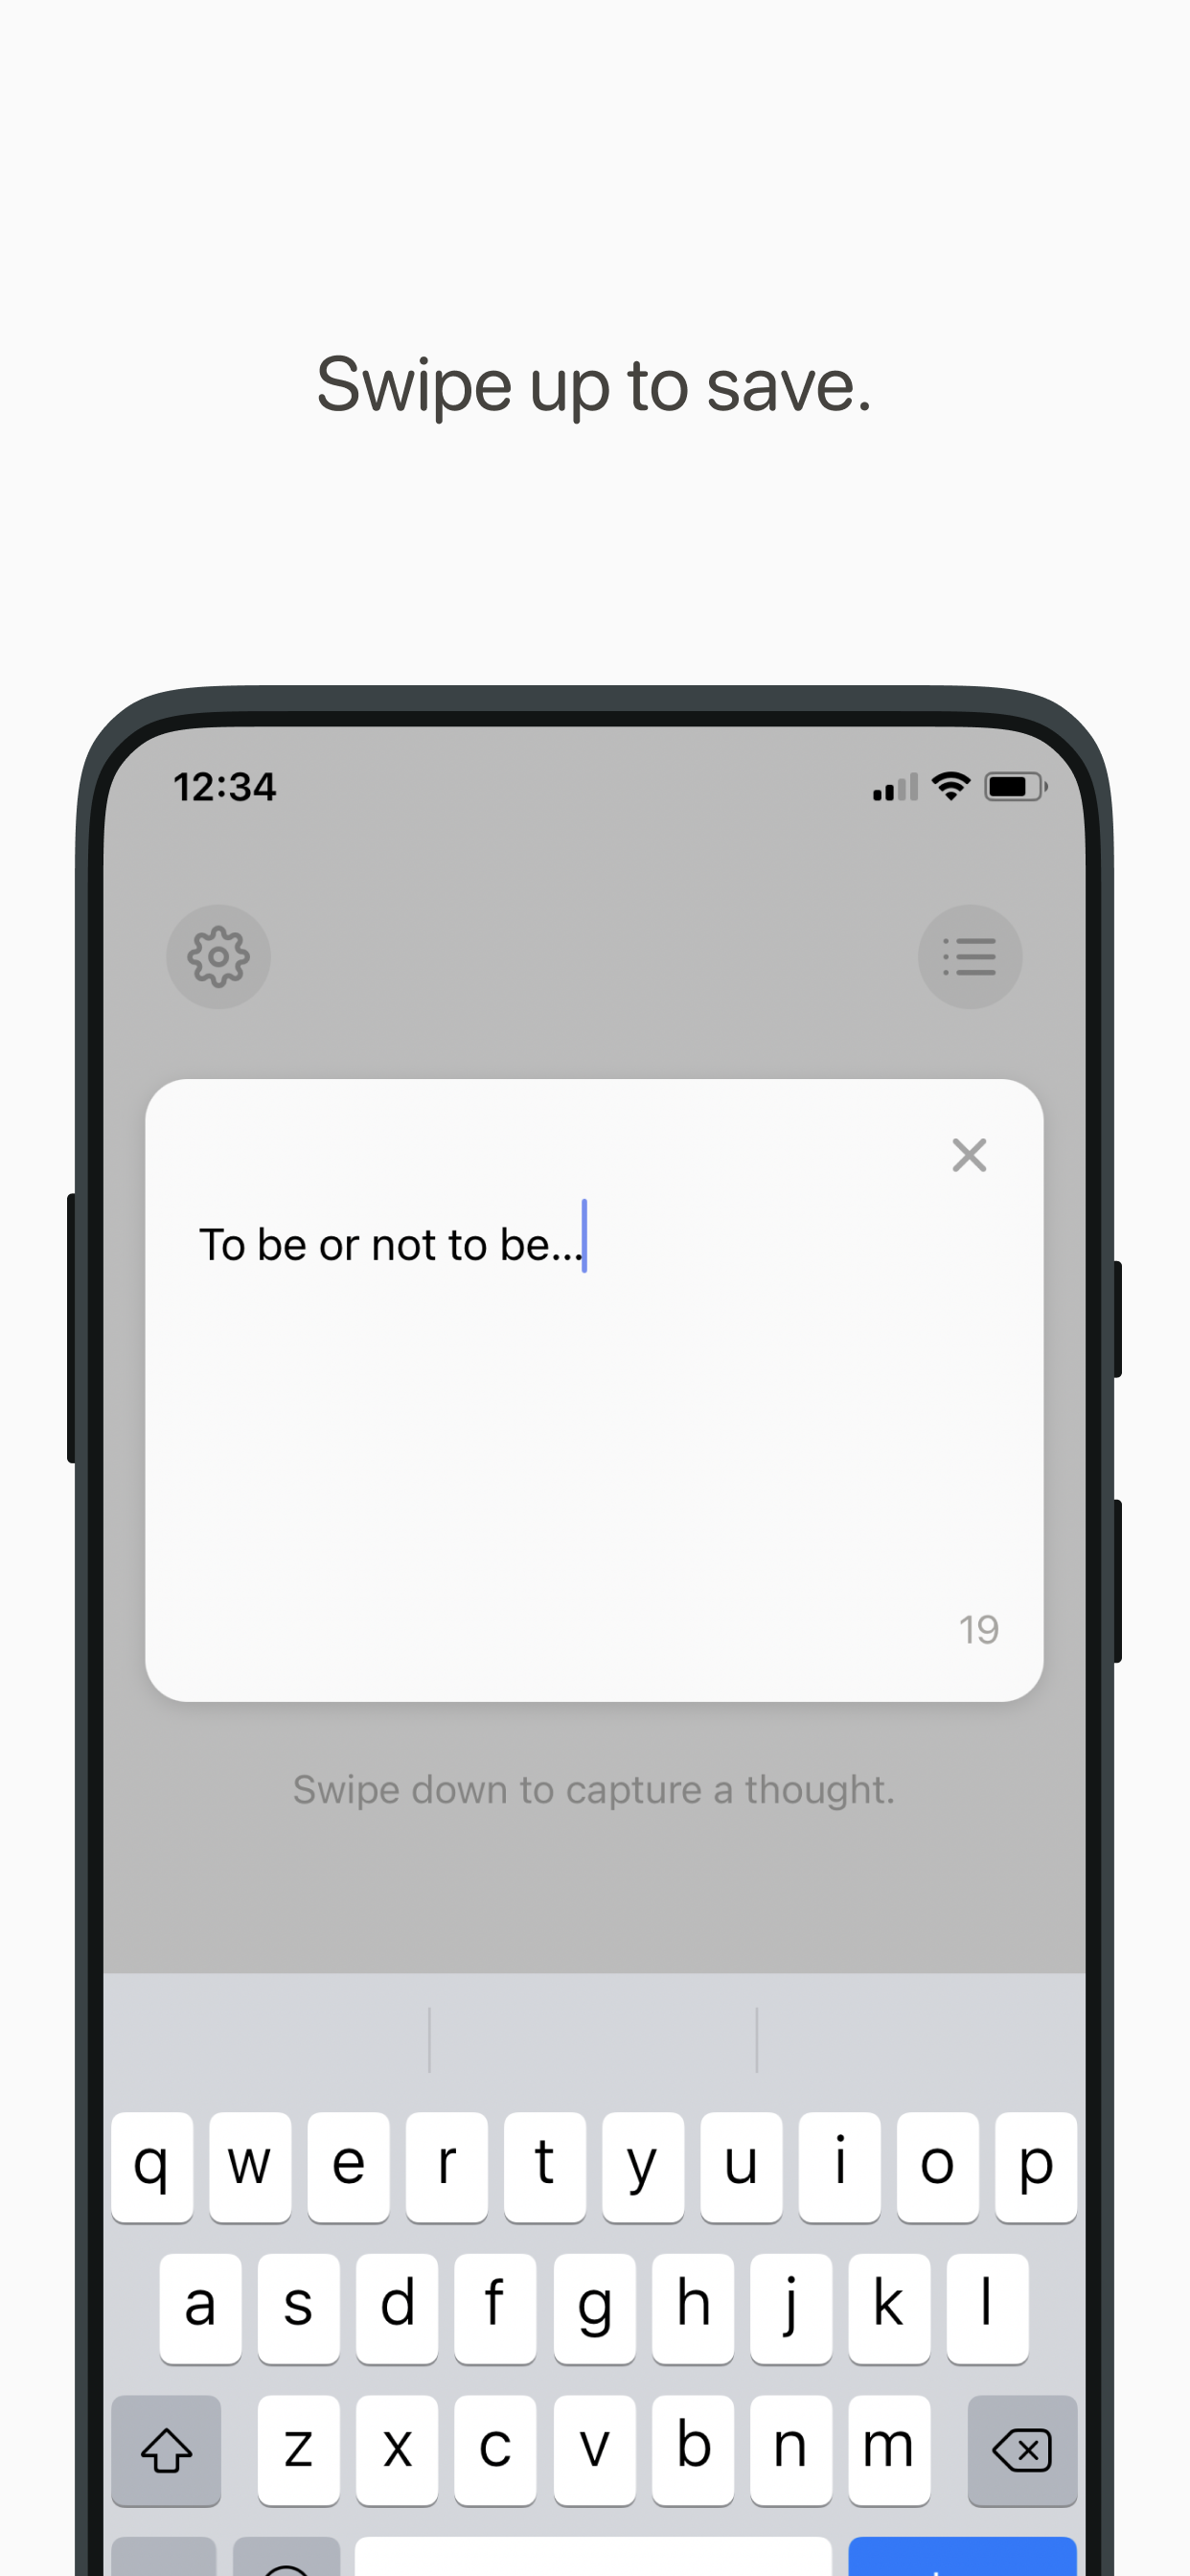 Swipe up to save.
12:34
To be or not to be...
19
Swipe down to capture a thought.
q w e r t y u i o p
a s d f g h j k l
z x c v b n m